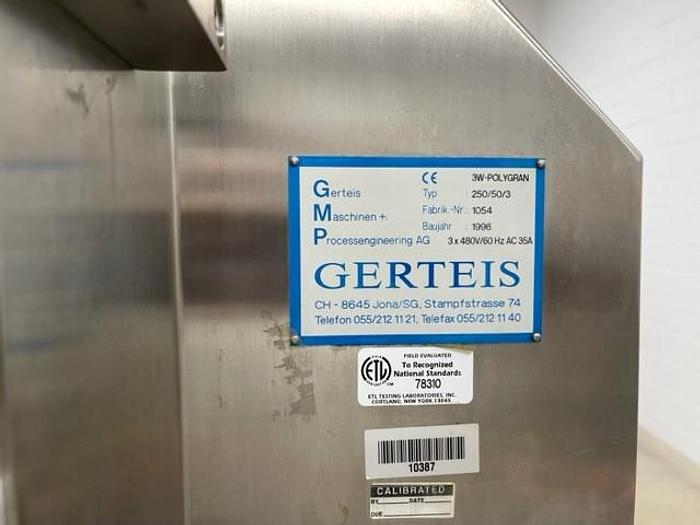 CE 3W-POLYGRAN
Gerteis Typ : 250/50/3
Maschinen + Fabrik.-Nr.: 1054
Processengineering AG Baujahr : 1996
3 x 480V/60 Hz AC 35A
GERTEIS
CH - 8645 Jona/SG, Stampfstrasse 74
Telefon 055/212 11 21, Telefax 055/212 11 40
FIELD EVALUATED
ETL To Recognized
National Standards
78310
ETL TESTING LABORATORIES, INC.
CORTLAND, NEW YORK 13045
10387
CALIBRATED
BY DATE
DUE